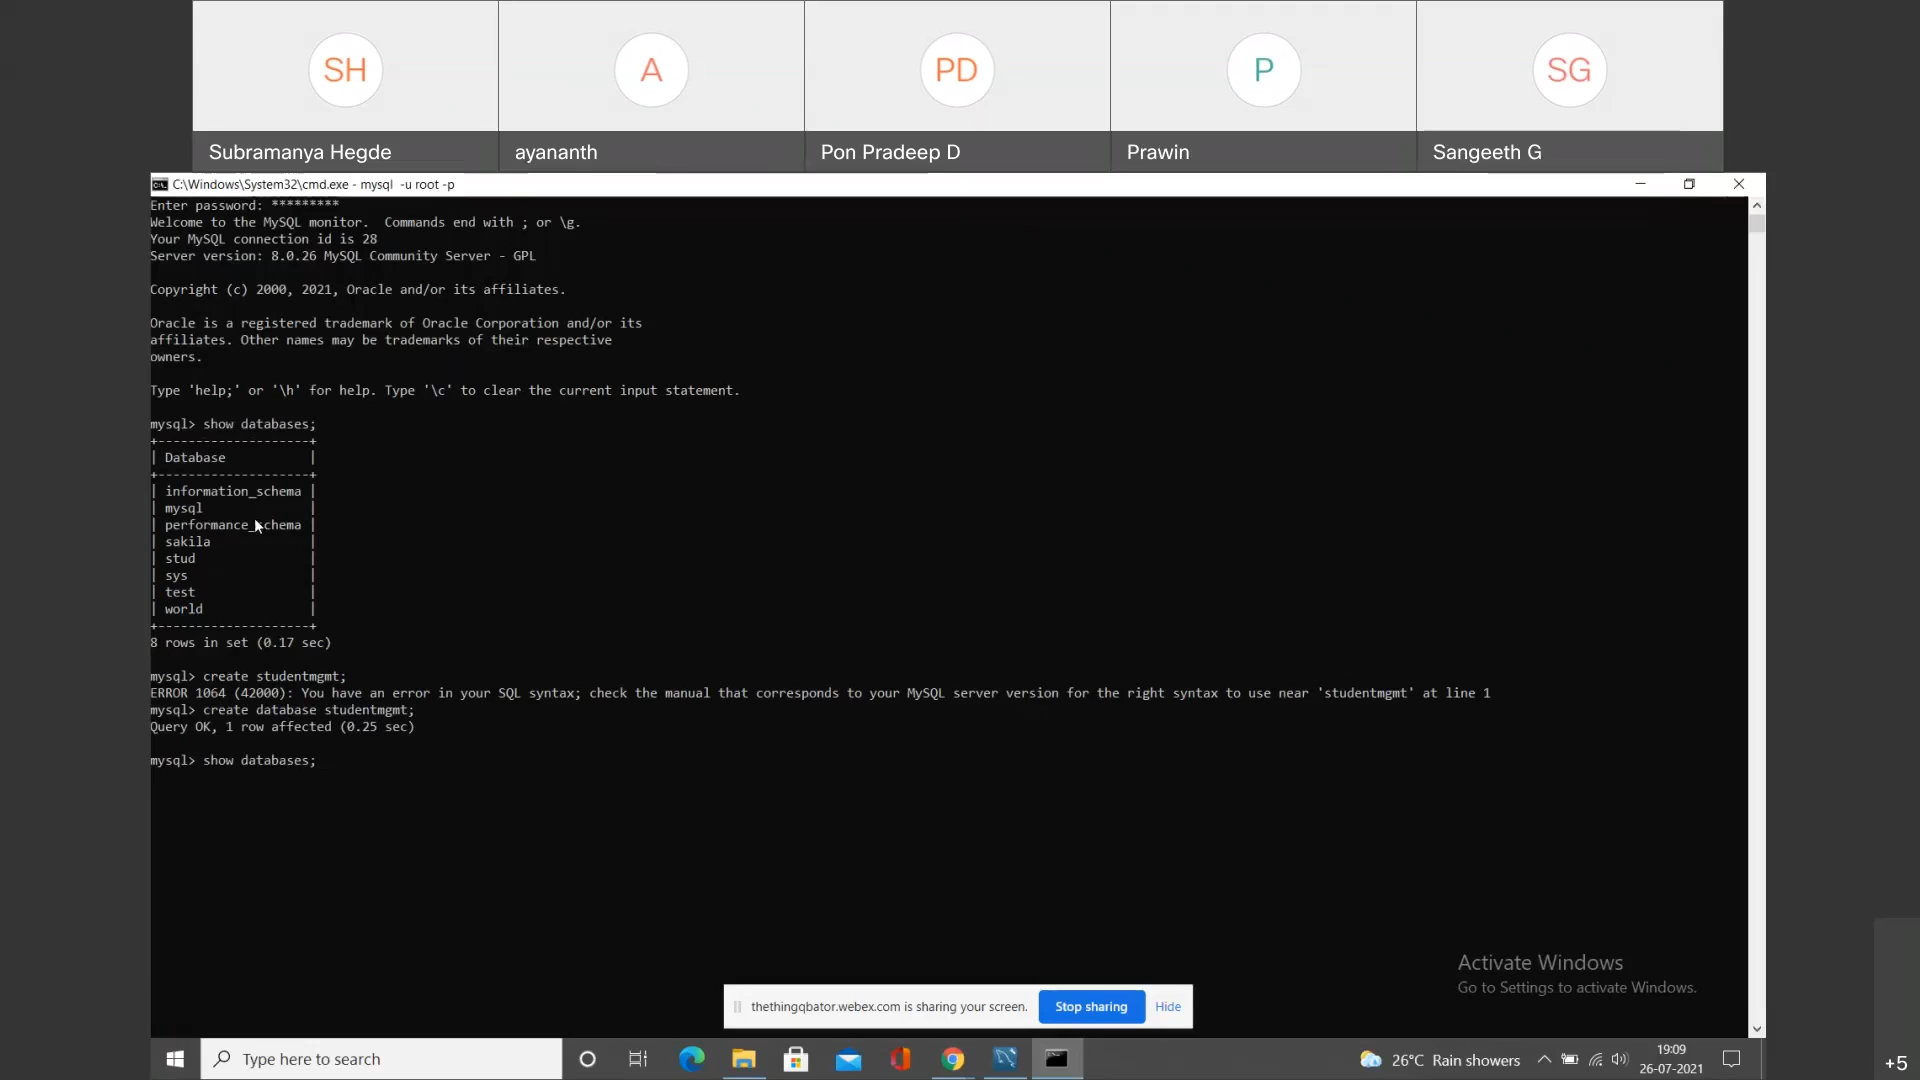 SH
A
PD
P
SG
Subramanya Hegde
ayananth
Pon Pradeep D
Prawin
Sangeeth G
C:\Windows\System32\cmd.exe - mysql  -u root -p
Enter password: *********
Welcome to the MySQL monitor.  Commands end with ; or \g.
Your MySQL connection id is 28
Server version: 8.0.26 MySQL Community Server - GPL
Copyright (c) 2000, 2021, Oracle and/or its affiliates.
Oracle is a registered trademark of Oracle Corporation and/or its
affiliates. Other names may be trademarks of their respective
owners.
Type 'help;' or '\h' for help. Type '\c' to clear the current input statement.
mysql> show databases;
+--------------------+
| Database           |
+--------------------+
| information_schema |
| mysql              |
| performance_schema |
| sakila             |
| stud               |
| sys                |
| test               |
| world              |
+--------------------+
8 rows in set (0.17 sec)
mysql> create studentmgmt;
ERROR 1064 (42000): You have an error in your SQL syntax; check the manual that corresponds to your MySQL server version for the right syntax to use near 'studentmgmt' at line 1
mysql> create database studentmgmt;
Query OK, 1 row affected (0.25 sec)
mysql> show databases;
Activate Windows
Go to Settings to activate Windows.
thethingqbator.webex.com is sharing your screen.
Stop sharing
Hide
Type here to search
26°C Rain showers
19:09
26-07-2021
+5